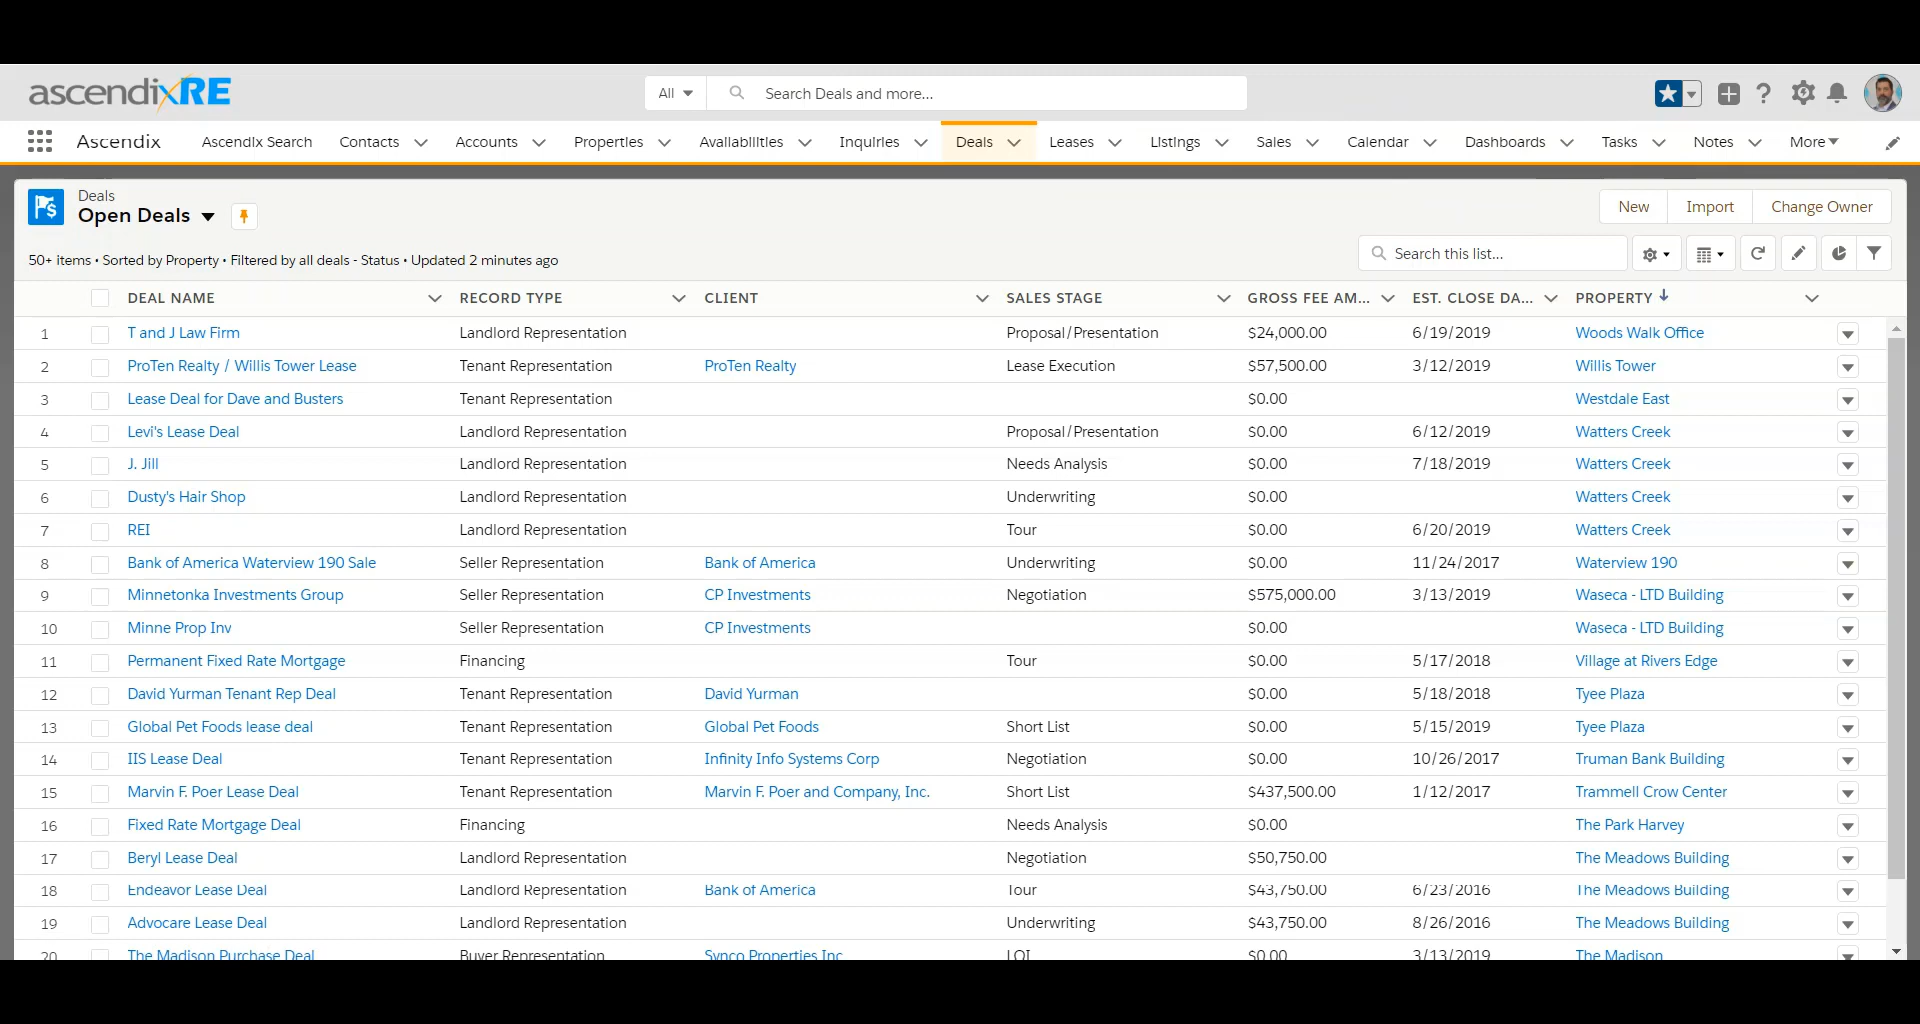 ascendixRE
All Search Deals and more...
Ascendix Ascendix Search Contacts Accounts Properties Availabilities Inquiries Deals Leases Listings Sales Calendar Dashboards Tasks Notes More
Deals
Open Deals
New Import Change Owner
50+ items • Sorted by Property • Filtered by all deals - Status • Updated 2 minutes ago
Search this list...
DEAL NAME RECORD TYPE CLIENT SALES STAGE GROSS FEE AM... EST. CLOSE DA... PROPERTY
1 T and J Law Firm Landlord Representation Proposal/Presentation $24,000.00 6/19/2019 Woods Walk Office
2 ProTen Realty / Willis Tower Lease Tenant Representation ProTen Realty Lease Execution $57,500.00 3/12/2019 Willis Tower
3 Lease Deal for Dave and Busters Tenant Representation $0.00 Westdale East
4 Levi's Lease Deal Landlord Representation Proposal/Presentation $0.00 6/12/2019 Watters Creek
5 J. Jill Landlord Representation Needs Analysis $0.00 7/18/2019 Watters Creek
6 Dusty's Hair Shop Landlord Representation Underwriting $0.00 Watters Creek
7 REI Landlord Representation Tour $0.00 6/20/2019 Watters Creek
8 Bank of America Waterview 190 Sale Seller Representation Bank of America Underwriting $0.00 11/24/2017 Waterview 190
9 Minnetonka Investments Group Seller Representation CP Investments Negotiation $575,000.00 3/13/2019 Waseca - LTD Building
10 Minne Prop Inv Seller Representation CP Investments $0.00 Waseca - LTD Building
11 Permanent Fixed Rate Mortgage Financing Tour $0.00 5/17/2018 Village at Rivers Edge
12 David Yurman Tenant Rep Deal Tenant Representation David Yurman $0.00 5/18/2018 Tyee Plaza
13 Global Pet Foods lease deal Tenant Representation Global Pet Foods Short List $0.00 5/15/2019 Tyee Plaza
14 IIS Lease Deal Tenant Representation Infinity Info Systems Corp Negotiation $0.00 10/26/2017 Truman Bank Building
15 Marvin F. Poer Lease Deal Tenant Representation Marvin F. Poer and Company, Inc. Short List $437,500.00 1/12/2017 Trammell Crow Center
16 Fixed Rate Mortgage Deal Financing Needs Analysis $0.00 The Park Harvey
17 Beryl Lease Deal Landlord Representation Negotiation $50,750.00 The Meadows Building
18 Endeavor Lease Deal Landlord Representation Bank of America Tour $43,750.00 6/23/2016 The Meadows Building
19 Advocare Lease Deal Landlord Representation Underwriting $43,750.00 8/26/2016 The Meadows Building
20 The Madison Purchase Deal Buyer Representation Synco Properties Inc LOI $0.00 3/13/2019 The Madison